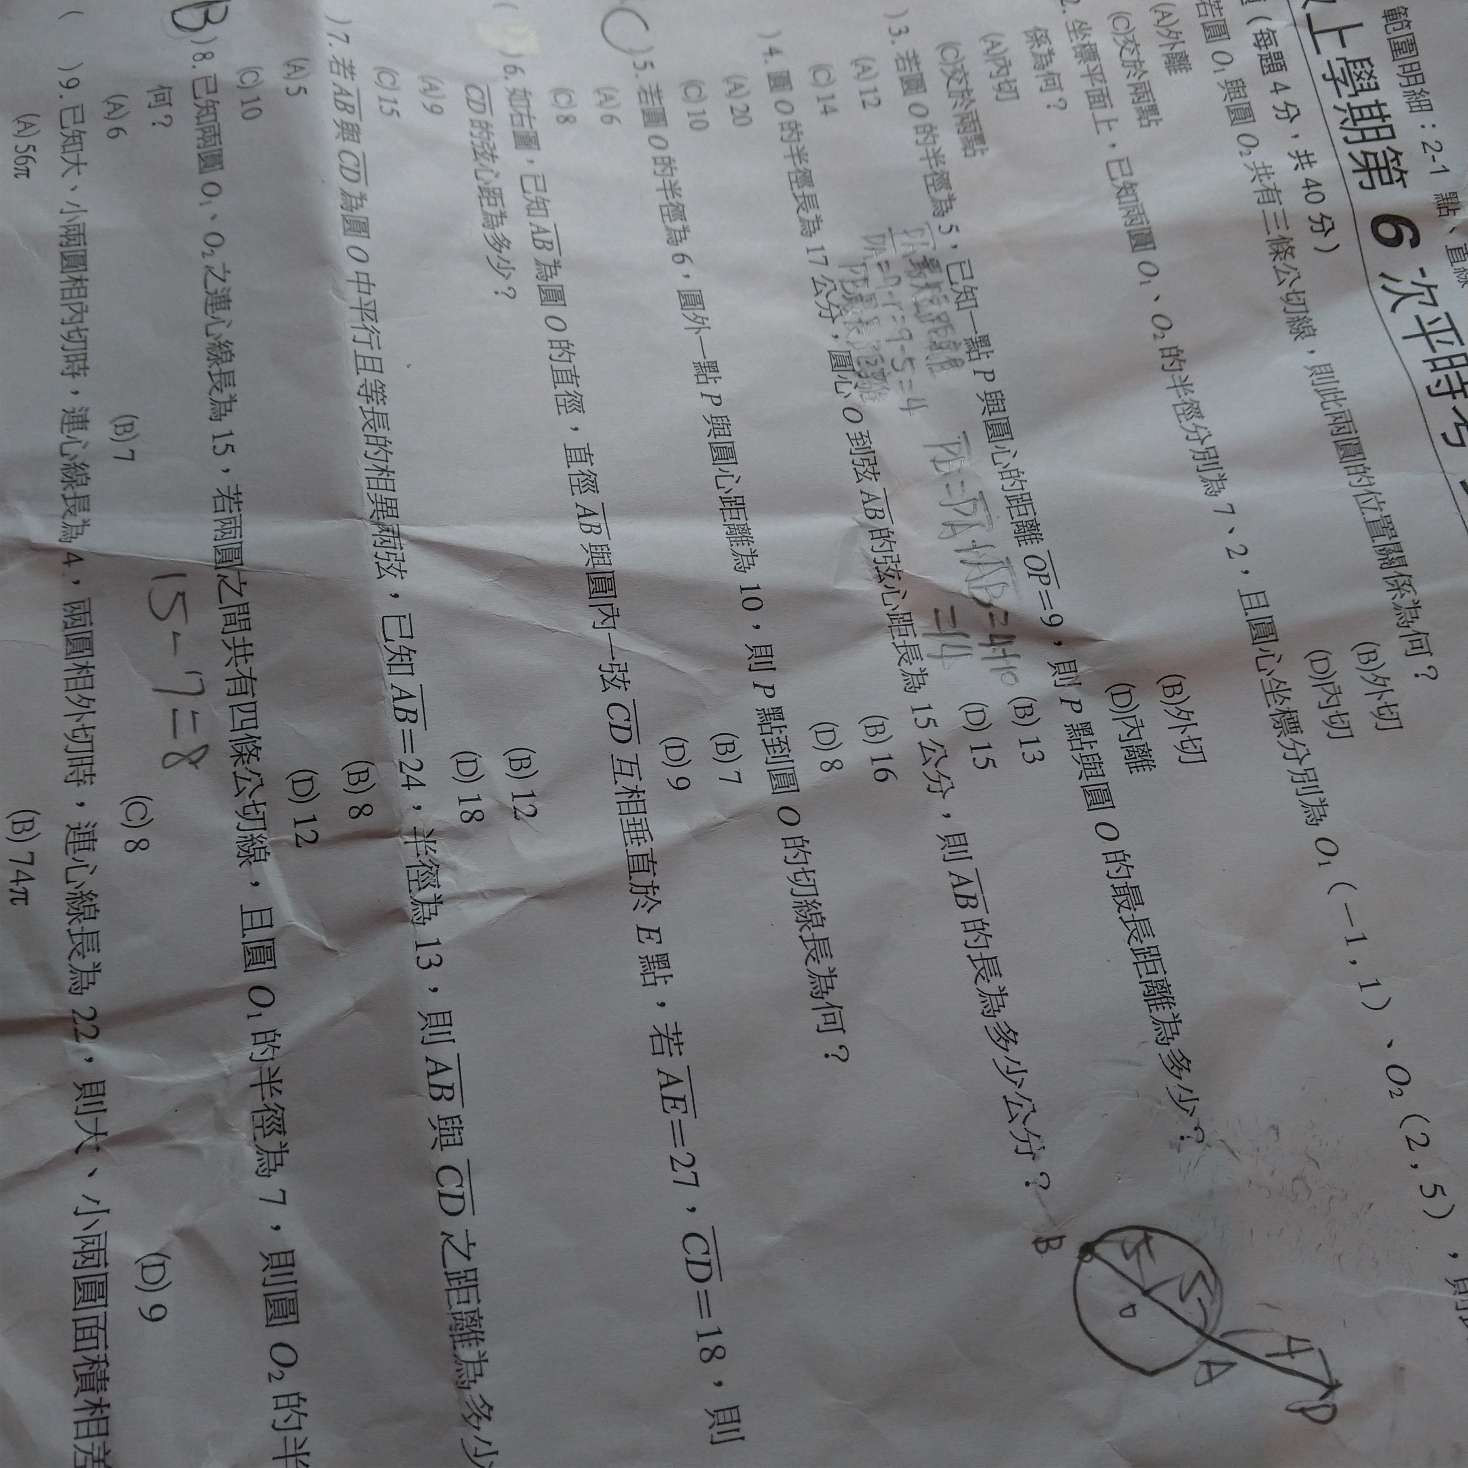 範圍明細：2-1 點、直線
上學期第 6 次平時考
（每題 4 分，共 40 分）
若圓 O₁ 與圓 O₂ 共有三條公切線，則此兩圓的位置關係為何？
(A)外離 (B)外切
(C)交於兩點 (D)內切
2. 坐標平面上，已知兩圓 O₁、O₂ 的半徑分別為 7、2，且圓心坐標分別為 O₁（－1 , 1）、O₂（2 , 5），則
係為何？
(A)內切 (B)外切
(C)交於兩點 (D)內離
) 3. 若圓 O 的半徑為 5，已知一點 P 與圓心的距離 OP＝9，則 P 點與圓 O 的最長距離為多少？
(A) 12 (B) 13
(C) 14 (D) 15
PA=9-5=4
PB=PA+AB=4+10
=14
4 P
5 5 A
B O
) 4. 圓 O 的半徑長為 17 公分，圓心 O 到弦 AB 的弦心距長為 15 公分，則 AB 的長為多少公分？
(A) 20 (B) 16
(C) 10 (D) 8
C ) 5. 若圓 O 的半徑為 6，圓外一點 P 與圓心距離為 10，則 P 點到圓 O 的切線長為何？
(A) 6 (B) 7
(C) 8 (D) 9
( ) 6. 如右圖，已知 AB 為圓 O 的直徑，直徑 AB 與圓內一弦 CD 互相垂直於 E 點，若 AE＝27，CD＝18，則
CD 的弦心距為多少？
(A) 9 (B) 12
(C) 15 (D) 18
) 7. 若 AB 與 CD 為圓 O 中平行且等長的相異兩弦，已知 AB＝24，半徑為 13，則 AB 與 CD 之距離為多少
(A) 5 (B) 8
(C) 10 (D) 12
B ) 8. 已知兩圓 O₁、O₂ 之連心線長為 15，若兩圓之間共有四條公切線，且圓 O₁ 的半徑為 7，則圓 O₂ 的半
何？
15-7=8
(A) 6 (B) 7 (C) 8 (D) 9
( ) 9. 已知大、小兩圓相內切時，連心線長為 4，兩圓相外切時，連心線長為 22，則大、小兩圓面積相差
(A) 56π (B) 74π